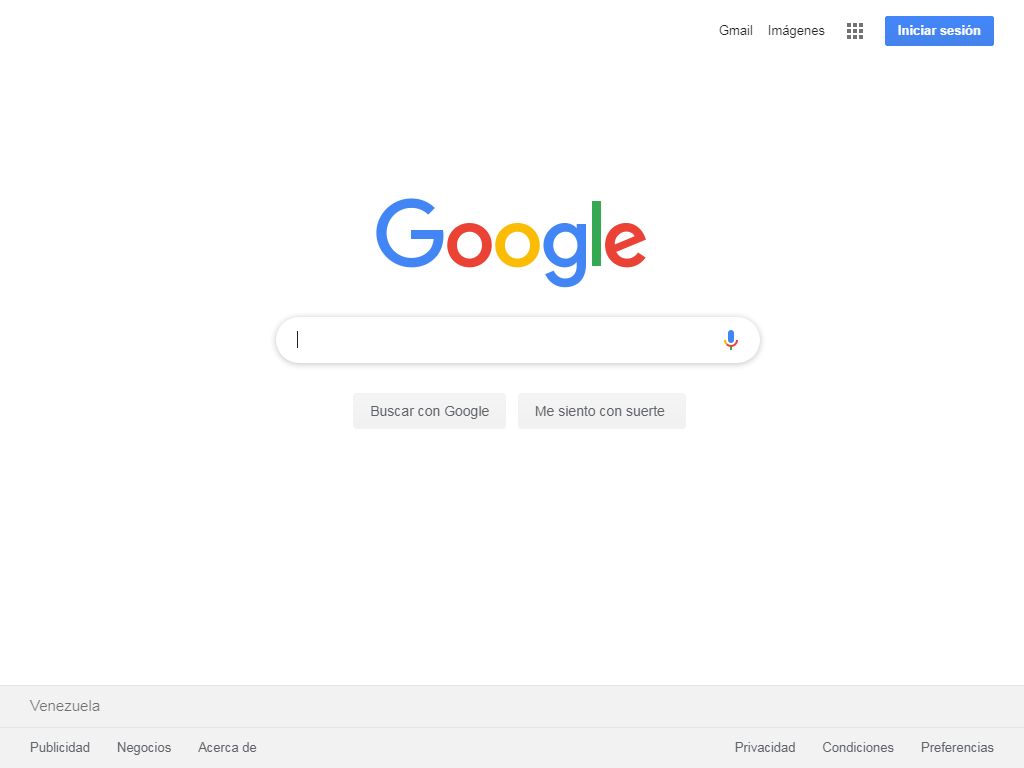 Gmail Imágenes Iniciar sesión
Google
Buscar con Google Me siento con suerte
Venezuela
Publicidad Negocios Acerca de Privacidad Condiciones Preferencias